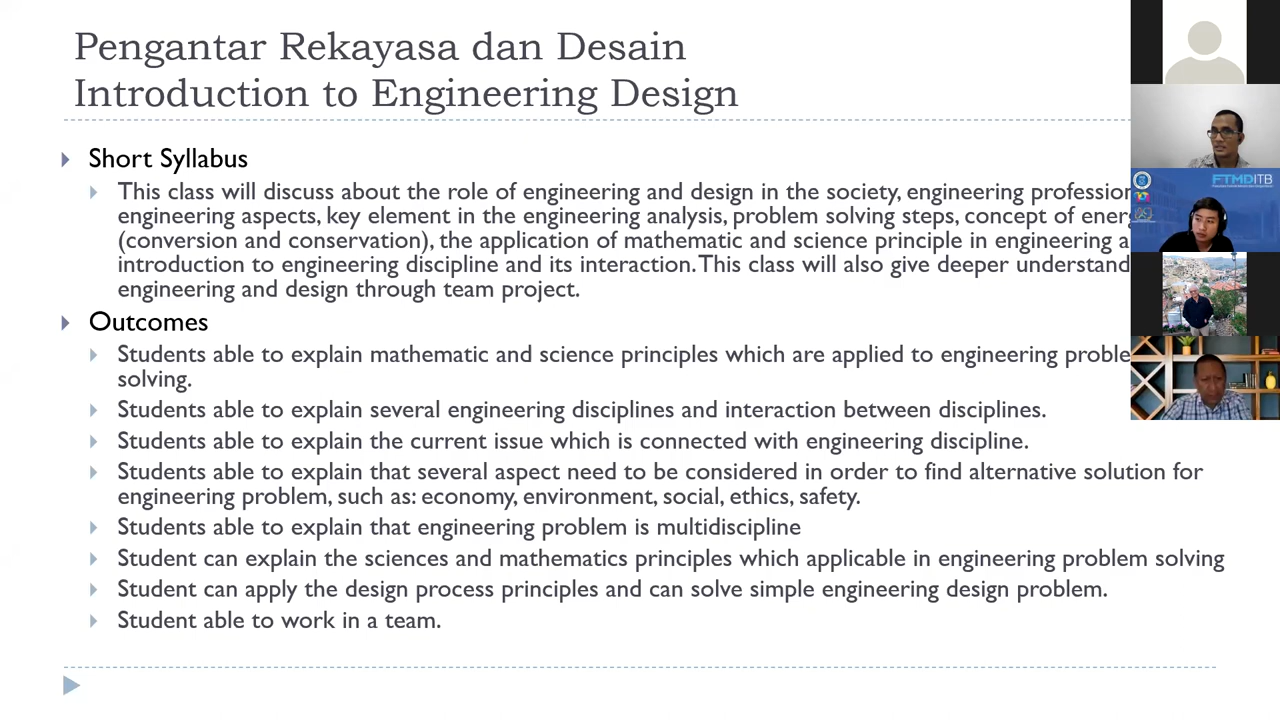 Pengantar Rekayasa dan Desain
Introduction to Engineering Design
Short Syllabus
This class will discuss about the role of engineering and design in the society, engineering profession
engineering aspects, key element in the engineering analysis, problem solving steps, concept of
(conversion and conservation), the application of mathematic and science principle in engineering
introduction to engineering discipline and its interaction. This class will also give deeper
engineering and design through team project.
Outcomes
Students able to explain mathematic and science principles which are applied to engineering
solving.
Students able to explain several engineering disciplines and interaction between disciplines.
Students able to explain the current issue which is connected with engineering discipline.
Students able to explain that several aspect need to be considered in order to find alternative solution for
engineering problem, such as: economy, environment, social, ethics, safety.
Students able to explain that engineering problem is multidiscipline
Student can explain the sciences and mathematics principles which applicable in engineering problem solving
Student can apply the design process principles and can solve simple engineering design problem.
Student able to work in a team.
FTMDITB